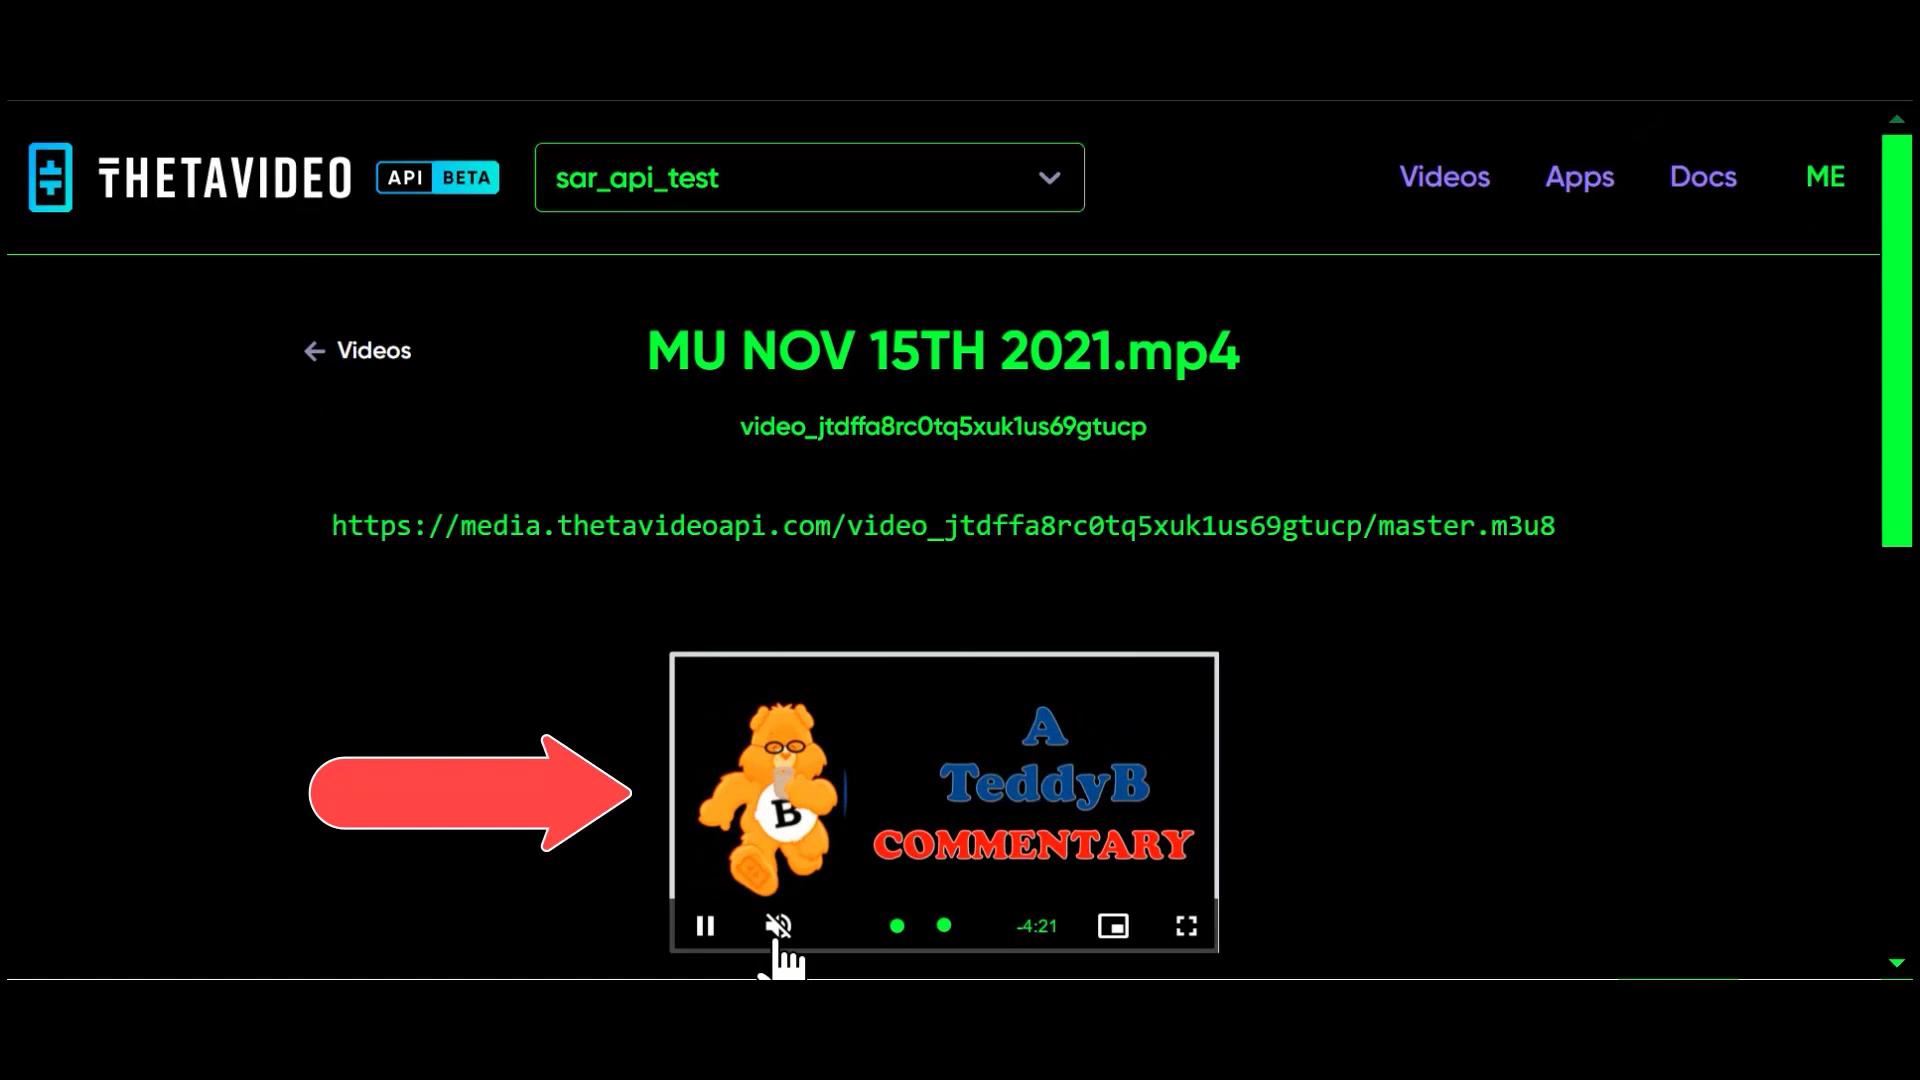 THETAVIDEO API BETA sar_api_test Videos Apps Docs ME
Videos
MU NOV 15TH 2021.mp4
video_jtdffa8rc0tq5xuk1us69gtucp
https://media.thetavideoapi.com/video_jtdffa8rc0tq5xuk1us69gtucp/master.m3u8
A
TeddyB
COMMENTARY
B
-4:21